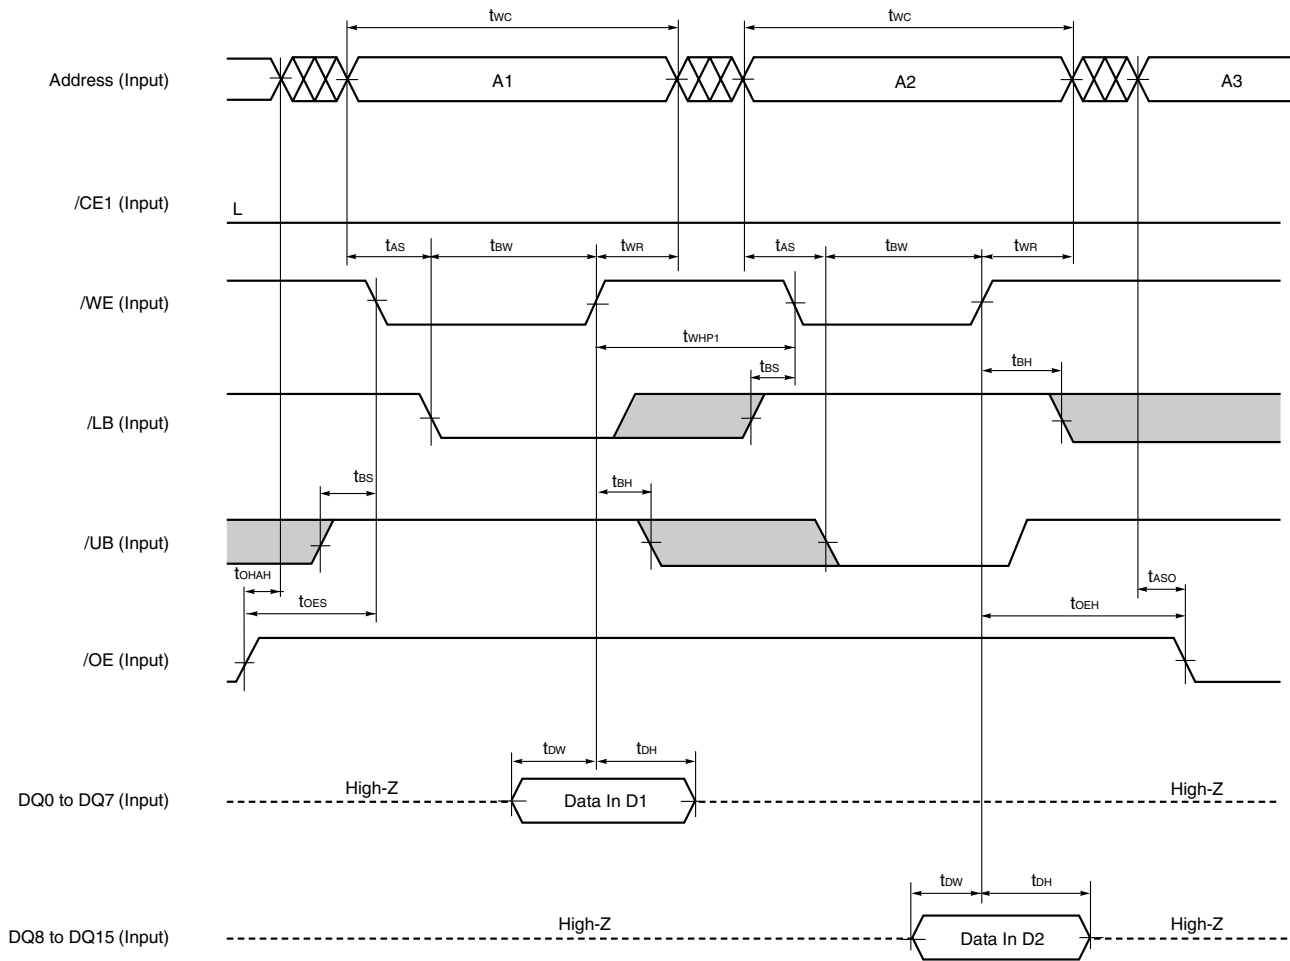 tWC tWC
Address (Input) A1 A2 A3
/CE1 (Input) L
tAS tBW tWR tAS tBW tWR
/WE (Input)
tWHP1
tBS tBH
/LB (Input)
tBS tBH
/UB (Input)
tOHAH tASO
tOES tOEH
/OE (Input)
tDW tDH
DQ0 to DQ7 (Input) High-Z Data In D1 High-Z
tDW tDH
DQ8 to DQ15 (Input) High-Z Data In D2 High-Z